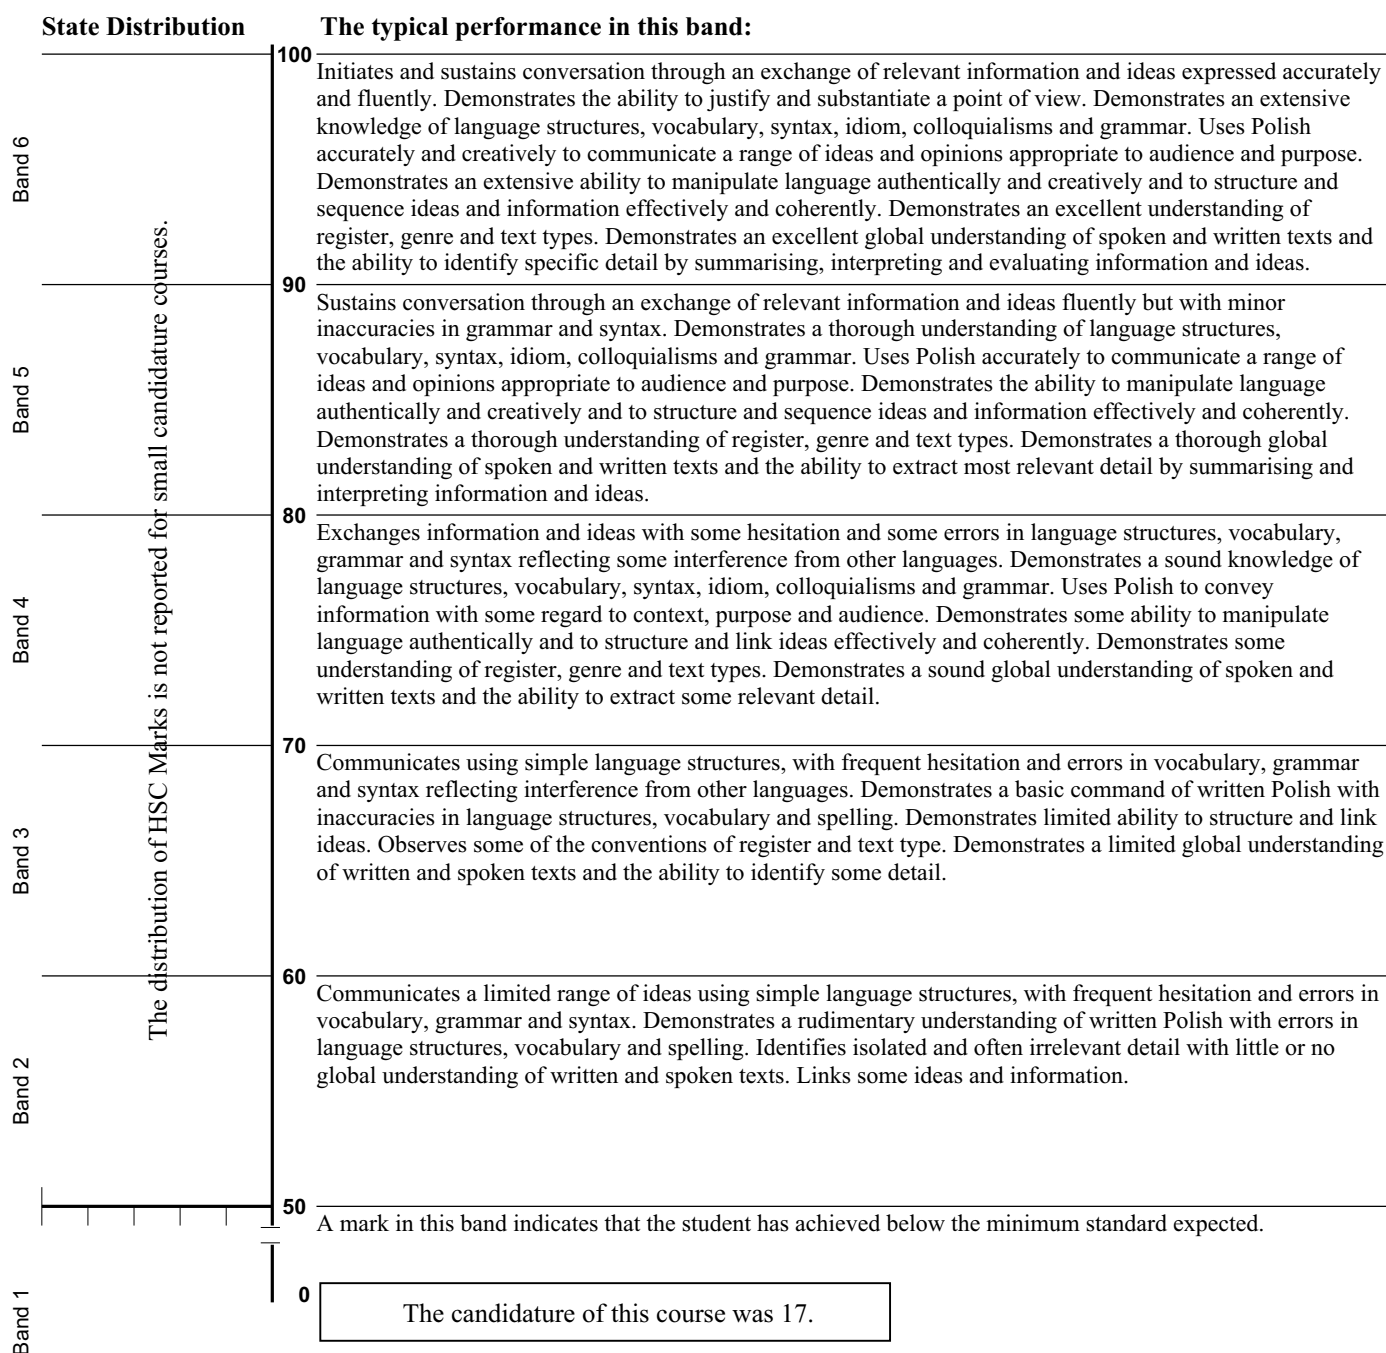 State Distribution
The typical performance in this band:
100
Band 6
Initiates and sustains conversation through an exchange of relevant information and ideas expressed accurately
and fluently. Demonstrates the ability to justify and substantiate a point of view. Demonstrates an extensive
knowledge of language structures, vocabulary, syntax, idiom, colloquialisms and grammar. Uses Polish
accurately and creatively to communicate a range of ideas and opinions appropriate to audience and purpose.
Demonstrates an extensive ability to manipulate language authentically and creatively and to structure and
sequence ideas and information effectively and coherently. Demonstrates an excellent understanding of
register, genre and text types. Demonstrates an excellent global understanding of spoken and written texts and
the ability to identify specific detail by summarising, interpreting and evaluating information and ideas.
90
Band 5
Sustains conversation through an exchange of relevant information and ideas fluently but with minor
inaccuracies in grammar and syntax. Demonstrates a thorough understanding of language structures,
vocabulary, syntax, idiom, colloquialisms and grammar. Uses Polish accurately to communicate a range of
ideas and opinions appropriate to audience and purpose. Demonstrates the ability to manipulate language
authentically and creatively and to structure and sequence ideas and information effectively and coherently.
Demonstrates a thorough understanding of register, genre and text types. Demonstrates a thorough global
understanding of spoken and written texts and the ability to extract most relevant detail by summarising and
interpreting information and ideas.
80
Band 4
Exchanges information and ideas with some hesitation and some errors in language structures, vocabulary,
grammar and syntax reflecting some interference from other languages. Demonstrates a sound knowledge of
language structures, vocabulary, syntax, idiom, colloquialisms and grammar. Uses Polish to convey
information with some regard to context, purpose and audience. Demonstrates some ability to manipulate
language authentically and to structure and link ideas effectively and coherently. Demonstrates some
understanding of register, genre and text types. Demonstrates a sound global understanding of spoken and
written texts and the ability to extract some relevant detail.
70
Band 3
Communicates using simple language structures, with frequent hesitation and errors in vocabulary, grammar
and syntax reflecting interference from other languages. Demonstrates a basic command of written Polish with
inaccuracies in language structures, vocabulary and spelling. Demonstrates limited ability to structure and link
ideas. Observes some of the conventions of register and text type. Demonstrates a limited global understanding
of written and spoken texts and the ability to identify some detail.
60
Band 2
Communicates a limited range of ideas using simple language structures, with frequent hesitation and errors in
vocabulary, grammar and syntax. Demonstrates a rudimentary understanding of written Polish with errors in
language structures, vocabulary and spelling. Identifies isolated and often irrelevant detail with little or no
global understanding of written and spoken texts. Links some ideas and information.
50
Band 1
A mark in this band indicates that the student has achieved below the minimum standard expected.
0
The candidature of this course was 17.
The distribution of HSC Marks is not reported for small candidature courses.